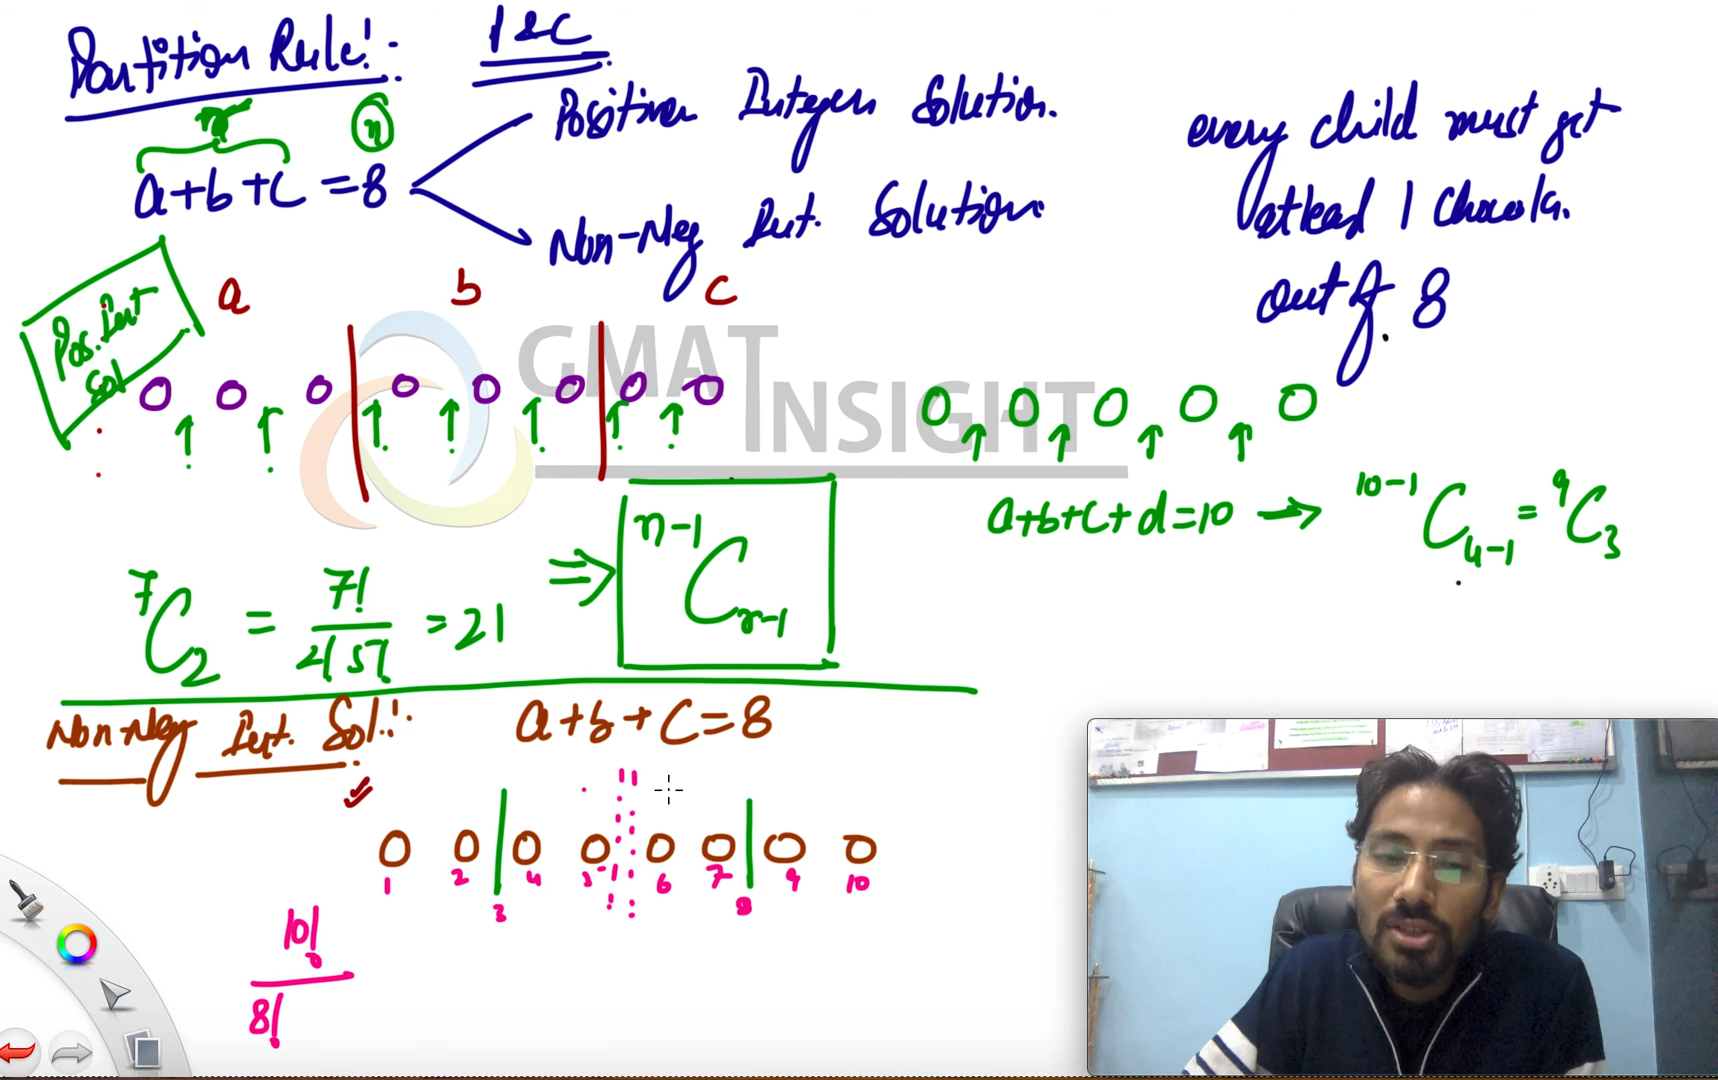 Partition Rule:-
P&C
r
n
a+b+c = 8
Positive Integer Solution.
Non-Neg Int. Solution
every child must get
atleast 1 Chocola.
out of 8
Pos. Int
Sol
a b c
O O O | O O O | O O
GMAT
INSIGHT
O O O O O
a+b+c+d=10 → 10-1C4-1 = 9C3
7C2 = 7!/2!5! = 21 ⇒ n-1Cr-1
Non-Neg Int. Sol.:
a+b+c=8
O O | O O O O | O O
1 2 3 4 5 6 7 8 9 10
10!
8!